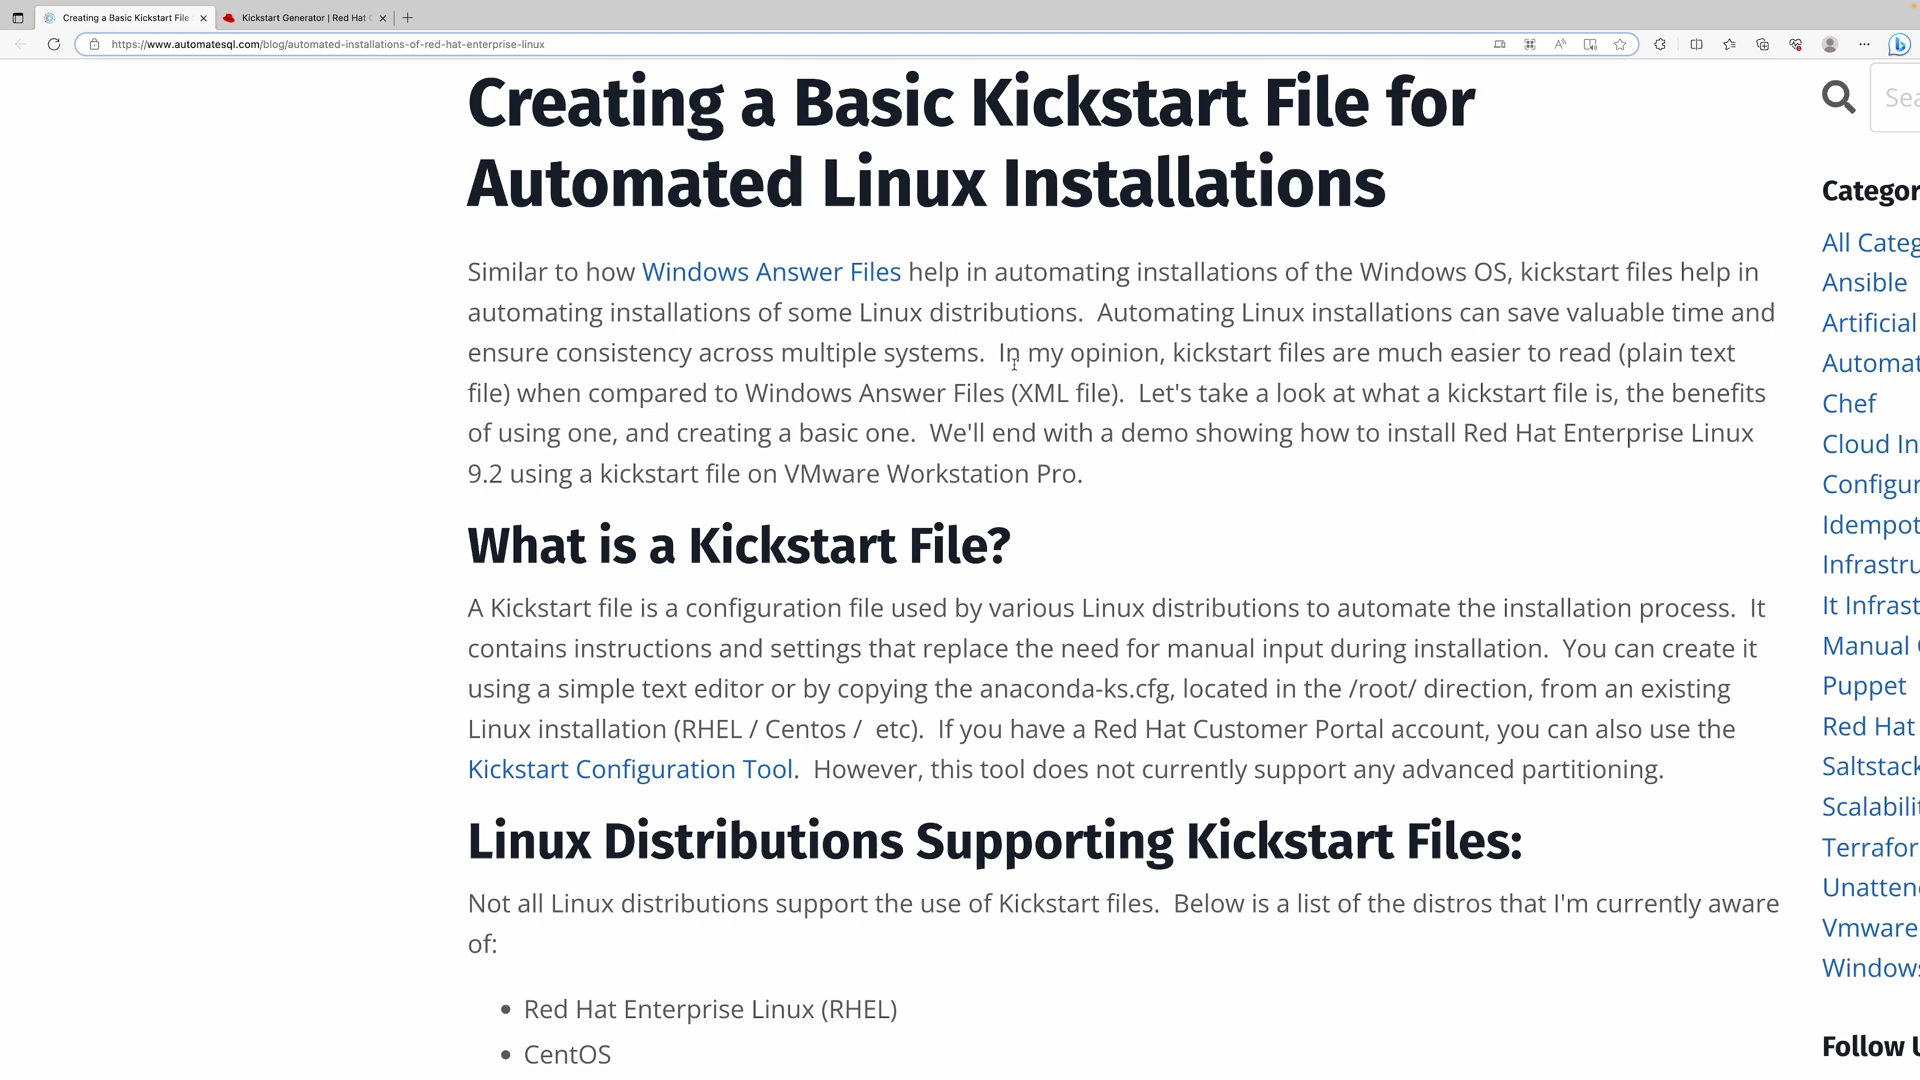 Creating a Basic Kickstart File
Kickstart Generator | Red Hat C
https://www.automatesql.com/blog/automated-installations-of-red-hat-enterprise-linux
Creating a Basic Kickstart File for
Automated Linux Installations
Similar to how Windows Answer Files help in automating installations of the Windows OS, kickstart files help in
automating installations of some Linux distributions.  Automating Linux installations can save valuable time and
ensure consistency across multiple systems.  In my opinion, kickstart files are much easier to read (plain text
file) when compared to Windows Answer Files (XML file).  Let's take a look at what a kickstart file is, the benefits
of using one, and creating a basic one.  We'll end with a demo showing how to install Red Hat Enterprise Linux
9.2 using a kickstart file on VMware Workstation Pro.
What is a Kickstart File?
A Kickstart file is a configuration file used by various Linux distributions to automate the installation process.  It
contains instructions and settings that replace the need for manual input during installation.  You can create it
using a simple text editor or by copying the anaconda-ks.cfg, located in the /root/ direction, from an existing
Linux installation (RHEL / Centos /  etc).  If you have a Red Hat Customer Portal account, you can also use the
Kickstart Configuration Tool.  However, this tool does not currently support any advanced partitioning.
Linux Distributions Supporting Kickstart Files:
Not all Linux distributions support the use of Kickstart files.  Below is a list of the distros that I'm currently aware
of:
• Red Hat Enterprise Linux (RHEL)
• CentOS
Sea
Categor
All Categ
Ansible
Artificial
Automat
Chef
Cloud In
Configur
Idempot
Infrastru
It Infrast
Manual
Puppet
Red Hat
Saltstack
Scalabilit
Terrafor
Unatten
Vmware
Windows
Follow U